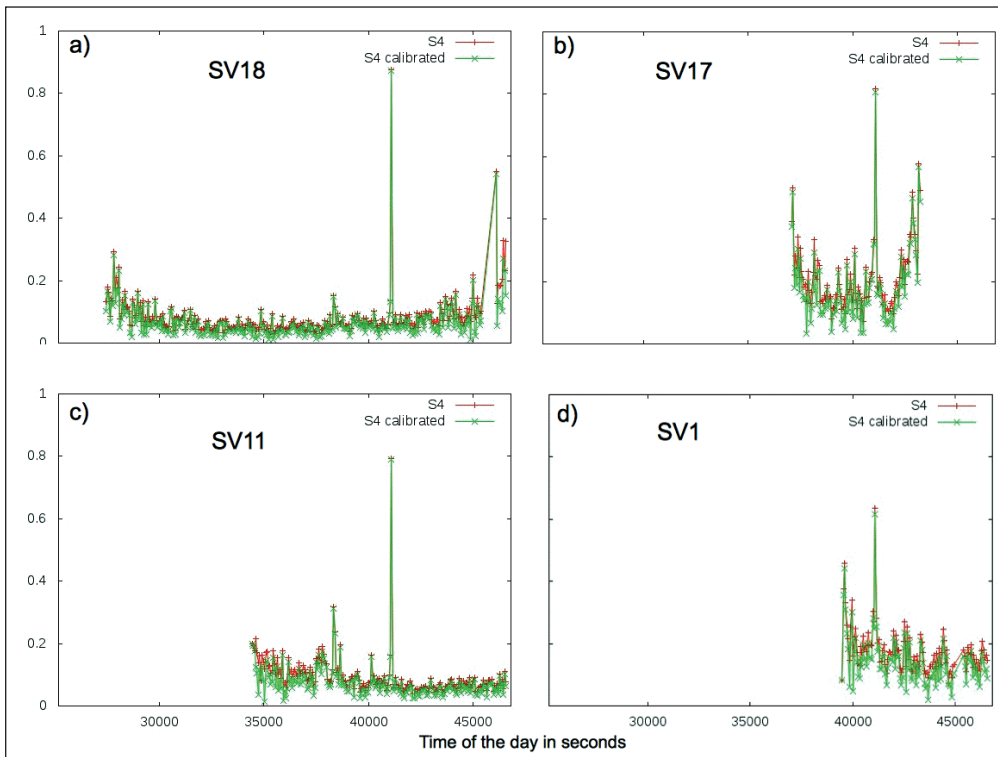 a)
SV18
S4
S4 calibrated
1
0.8
0.6
0.4
0.2
0
b)
SV17
S4
S4 calibrated
c)
SV11
S4
S4 calibrated
1
0.8
0.6
0.4
0.2
0
30000 35000 40000 45000
d)
SV1
S4
S4 calibrated
30000 35000 40000 45000
Time of the day in seconds